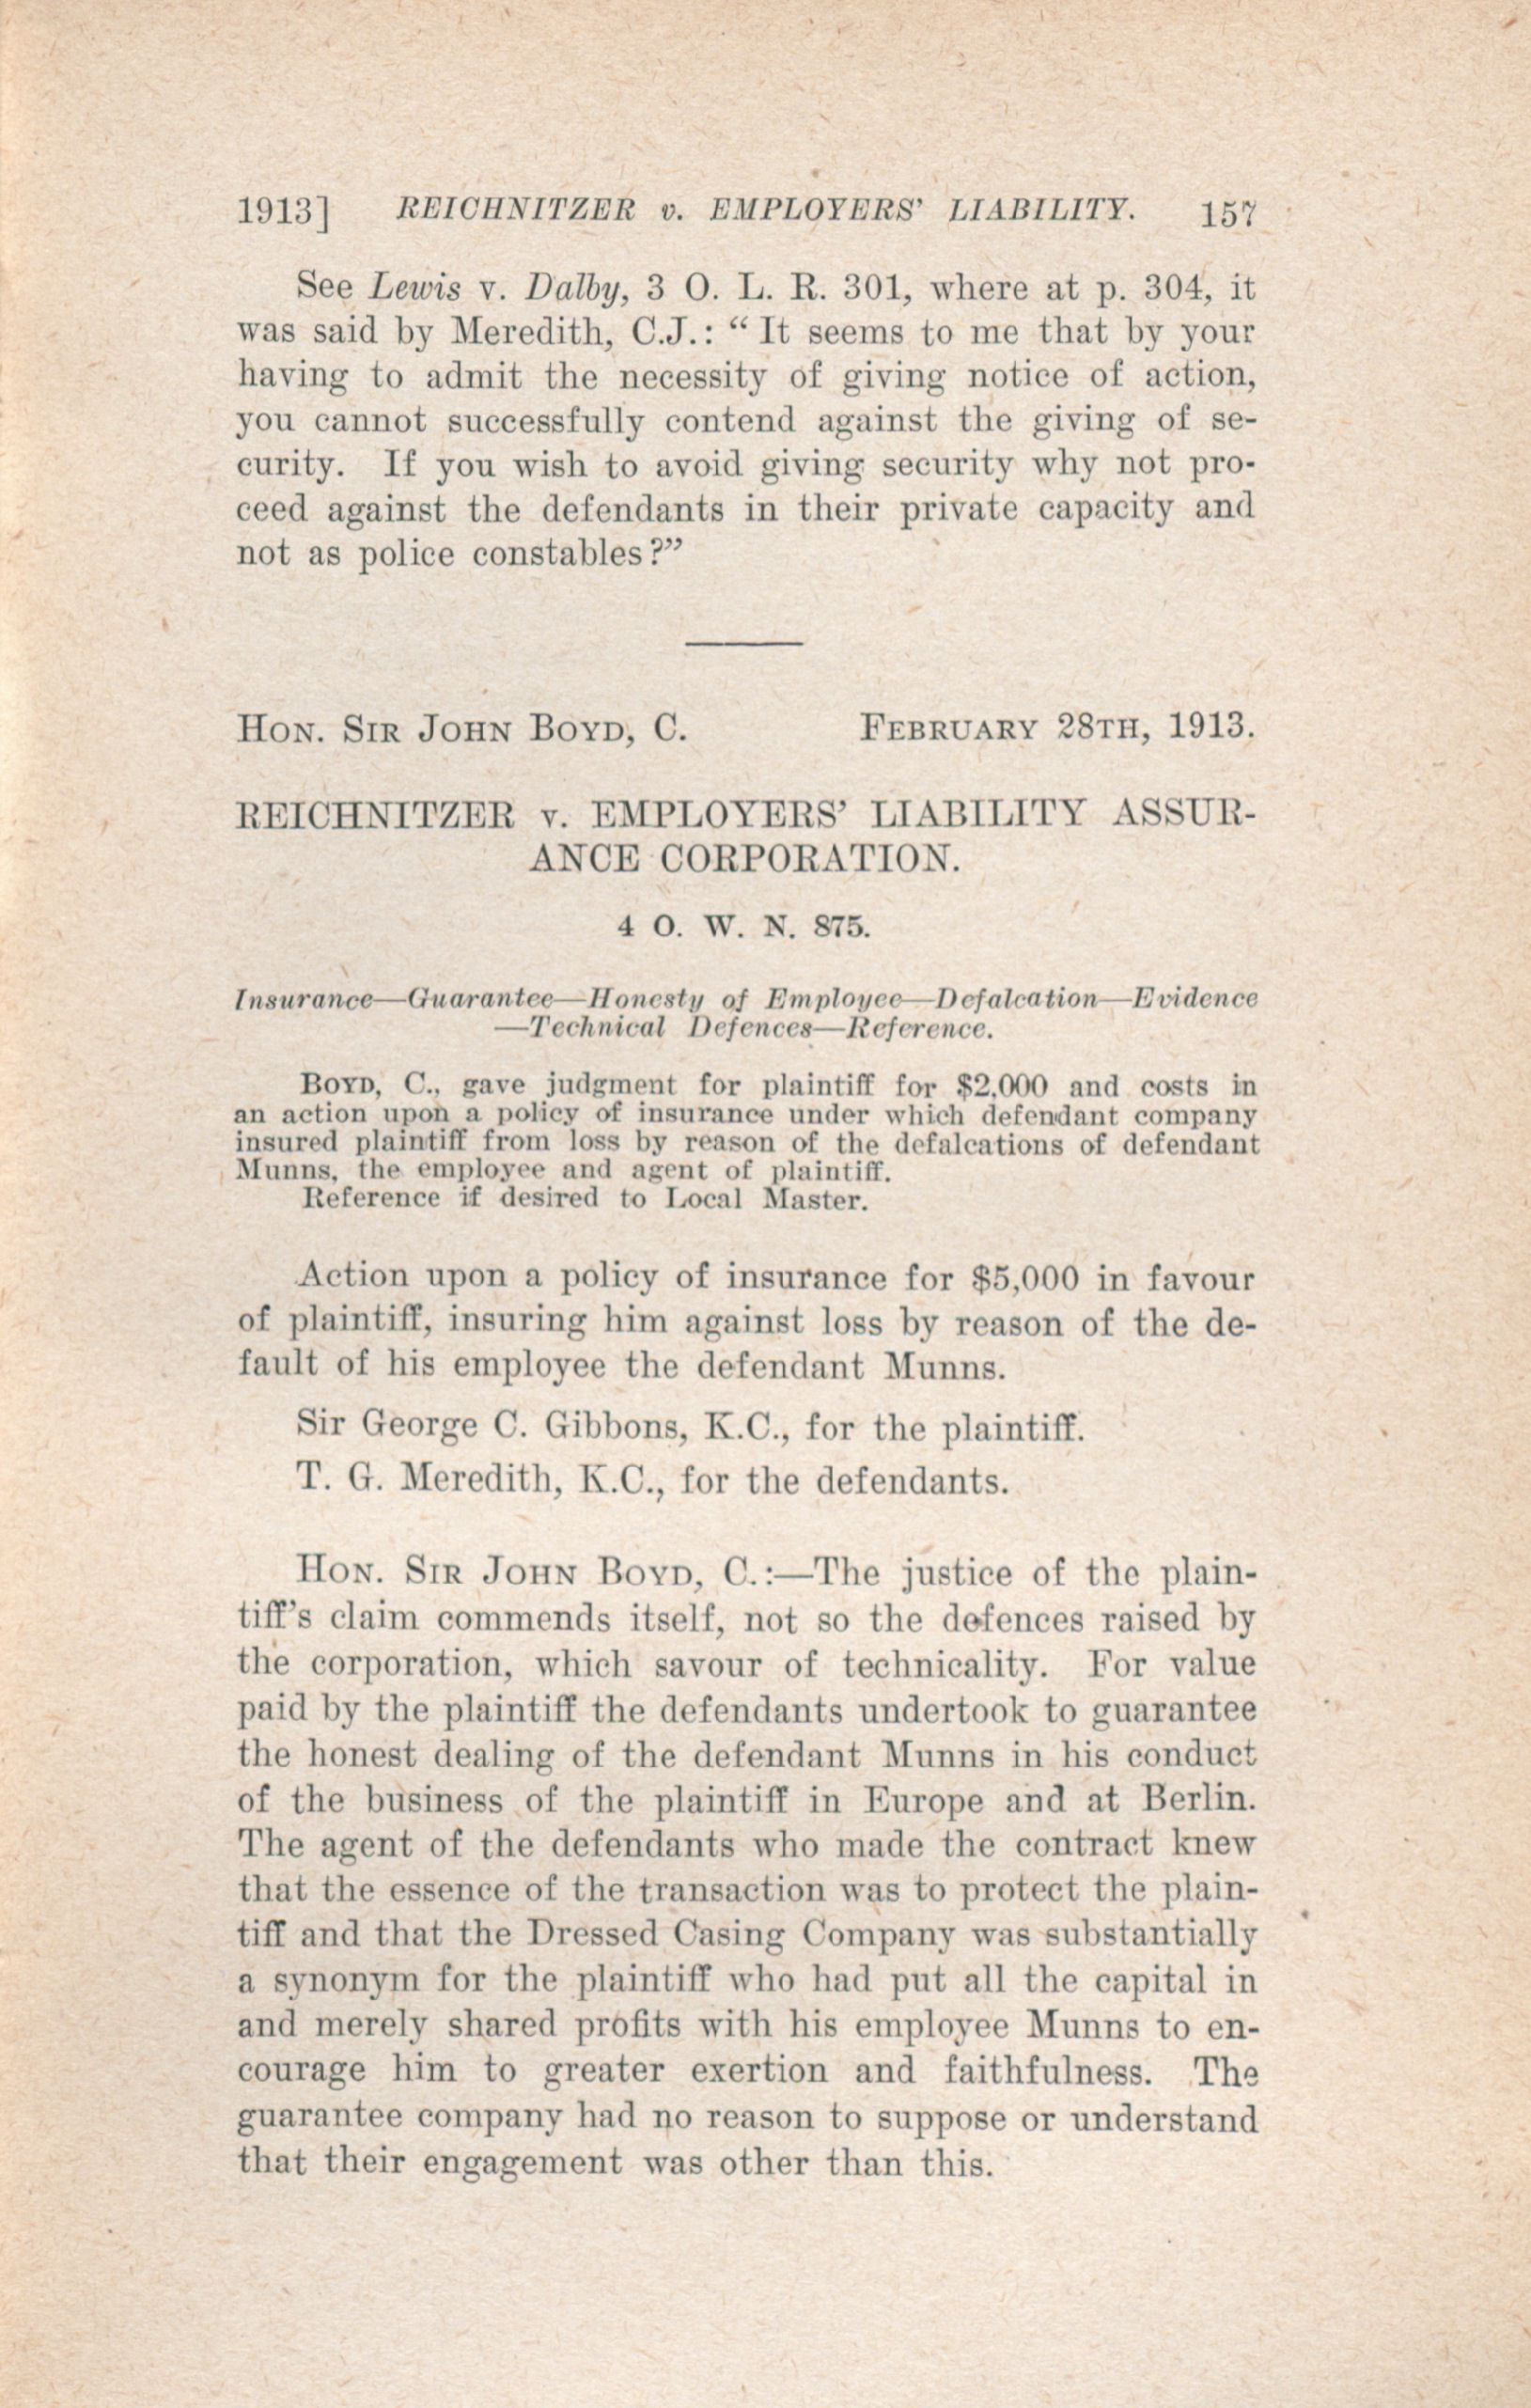 1913] REICHNITZER v. EMPLOYERS' LIABILITY. 157
See Lewis v. Dalby, 3 O. L. R. 301, where at p. 304, it
was said by Meredith, C.J.: “ It seems to me that by your
having to admit the necessity of giving notice of action,
you cannot successfully contend against the giving of se-
curity. If you wish to avoid giving security why not pro-
ceed against the defendants in their private capacity and
not as police constables?”
HON. SIR JOHN BOYD, C. FEBRUARY 28TH, 1913.
REICHNITZER v. EMPLOYERS' LIABILITY ASSUR-
ANCE CORPORATION.
4 O. W. N. 875.
Insurance—Guarantee—Honesty of Employee—Defalcation—Evidence
—Technical Defences—Reference.
BOYD, C., gave judgment for plaintiff for $2,000 and costs in
an action upon a policy of insurance under which defendant company
insured plaintiff from loss by reason of the defalcations of defendant
Munns, the employee and agent of plaintiff.
Reference if desired to Local Master.
Action upon a policy of insurance for $5,000 in favour
of plaintiff, insuring him against loss by reason of the de-
fault of his employee the defendant Munns.
Sir George C. Gibbons, K.C., for the plaintiff.
T. G. Meredith, K.C., for the defendants.
HON. SIR JOHN BOYD, C.:—The justice of the plain-
tiff's claim commends itself, not so the defences raised by
the corporation, which savour of technicality. For value
paid by the plaintiff the defendants undertook to guarantee
the honest dealing of the defendant Munns in his conduct
of the business of the plaintiff in Europe and at Berlin.
The agent of the defendants who made the contract knew
that the essence of the transaction was to protect the plain-
tiff and that the Dressed Casing Company was substantially
a synonym for the plaintiff who had put all the capital in
and merely shared profits with his employee Munns to en-
courage him to greater exertion and faithfulness. The
guarantee company had no reason to suppose or understand
that their engagement was other than this.